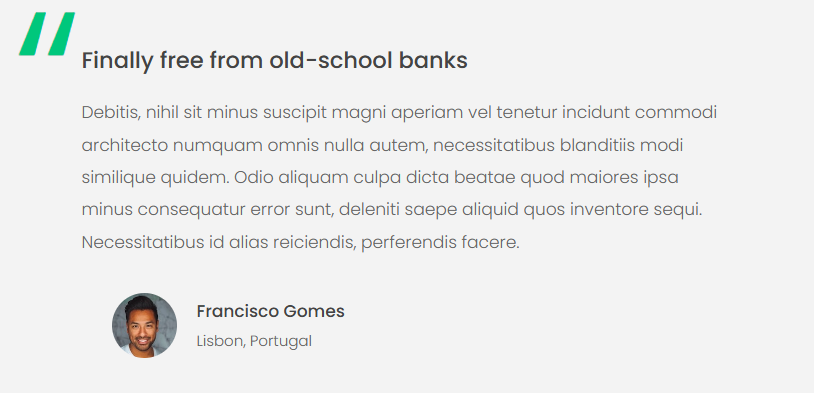 Finally free from old-school banks
Debitis, nihil sit minus suscipit magni aperiam vel tenetur incidunt commodi
architecto numquam omnis nulla autem, necessitatibus blanditiis modi
similique quidem. Odio aliquam culpa dicta beatae quod maiores ipsa
minus consequatur error sunt, deleniti saepe aliquid quos inventore sequi.
Necessitatibus id alias reiciendis, perferendis facere.
Francisco Gomes
Lisbon, Portugal